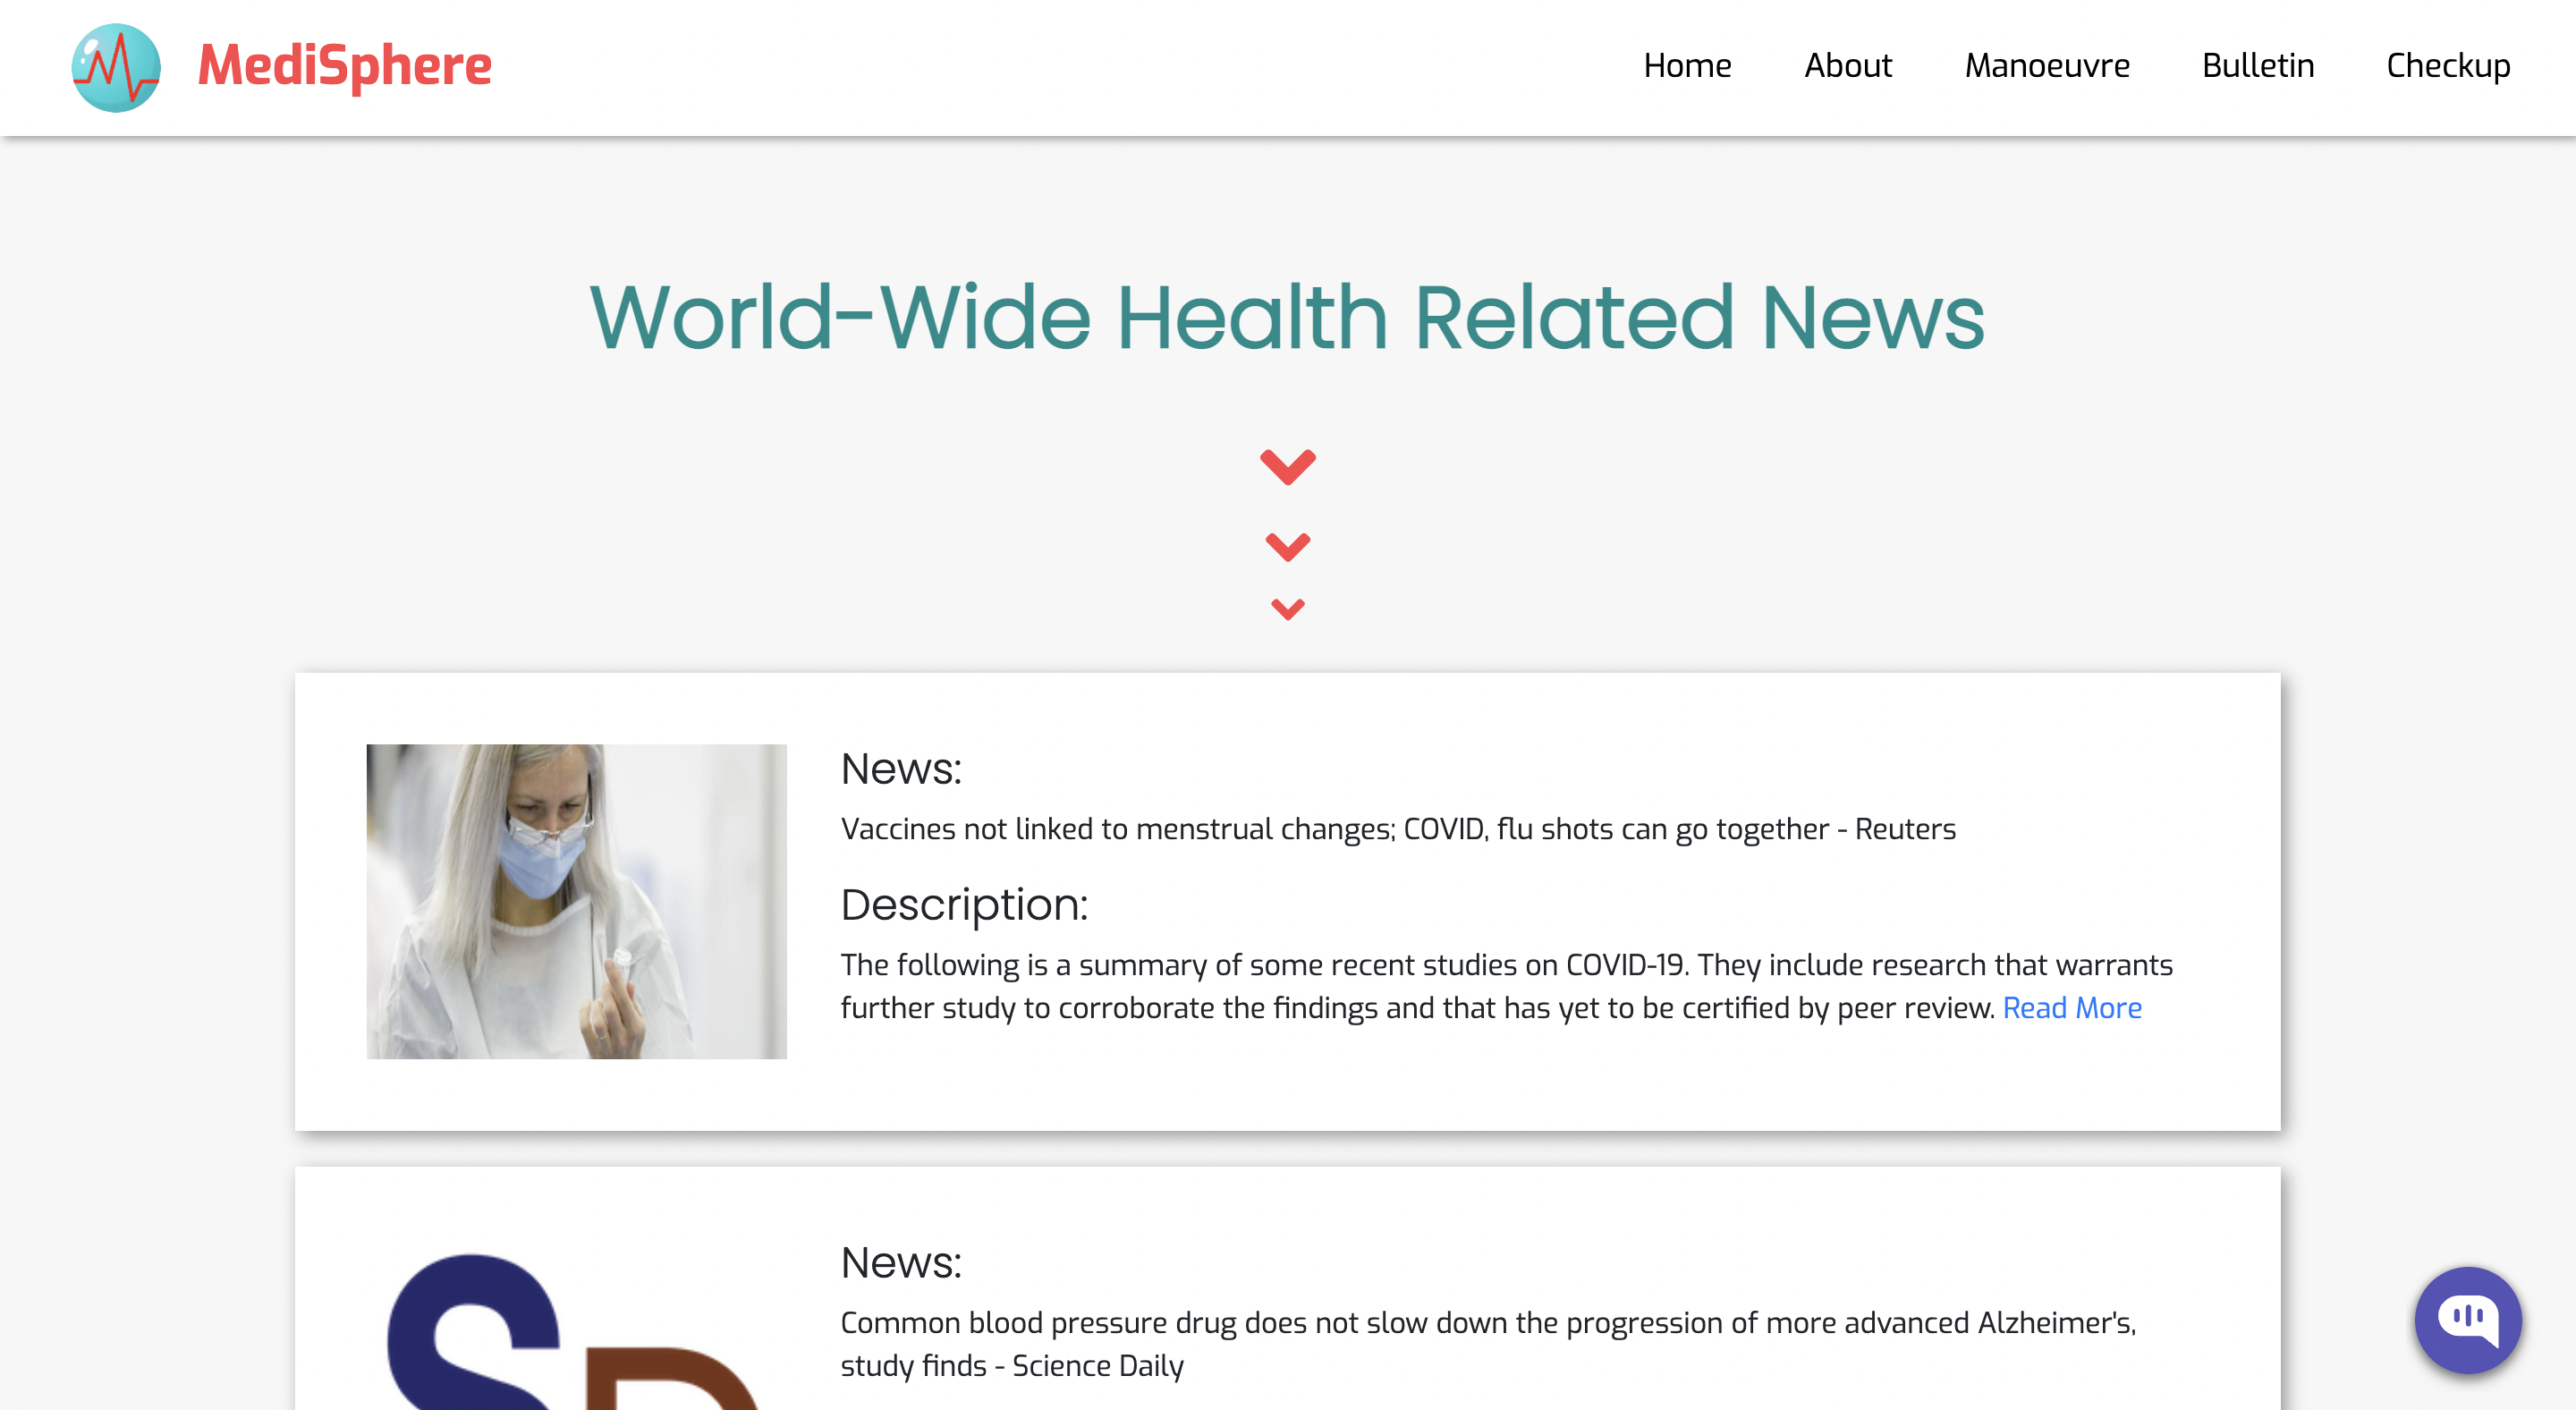 MediSphere
Home About Manoeuvre Bulletin Checkup
World-Wide Health Related News
News:
Vaccines not linked to menstrual changes; COVID, flu shots can go together - Reuters
Description:
The following is a summary of some recent studies on COVID-19. They include research that warrants
further study to corroborate the findings and that has yet to be certified by peer review. Read More
SD
News:
Common blood pressure drug does not slow down the progression of more advanced Alzheimer's,
study finds - Science Daily